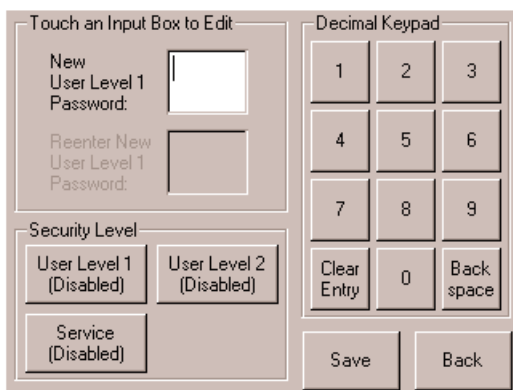 Touch an Input Box to Edit
New
User Level 1
Password:
Reenter New
User Level 1
Password:
Security Level
User Level 1
(Disabled)
User Level 2
(Disabled)
Service
(Disabled)
Decimal Keypad
1 2 3
4 5 6
7 8 9
Clear
Entry
0
Back
space
Save Back